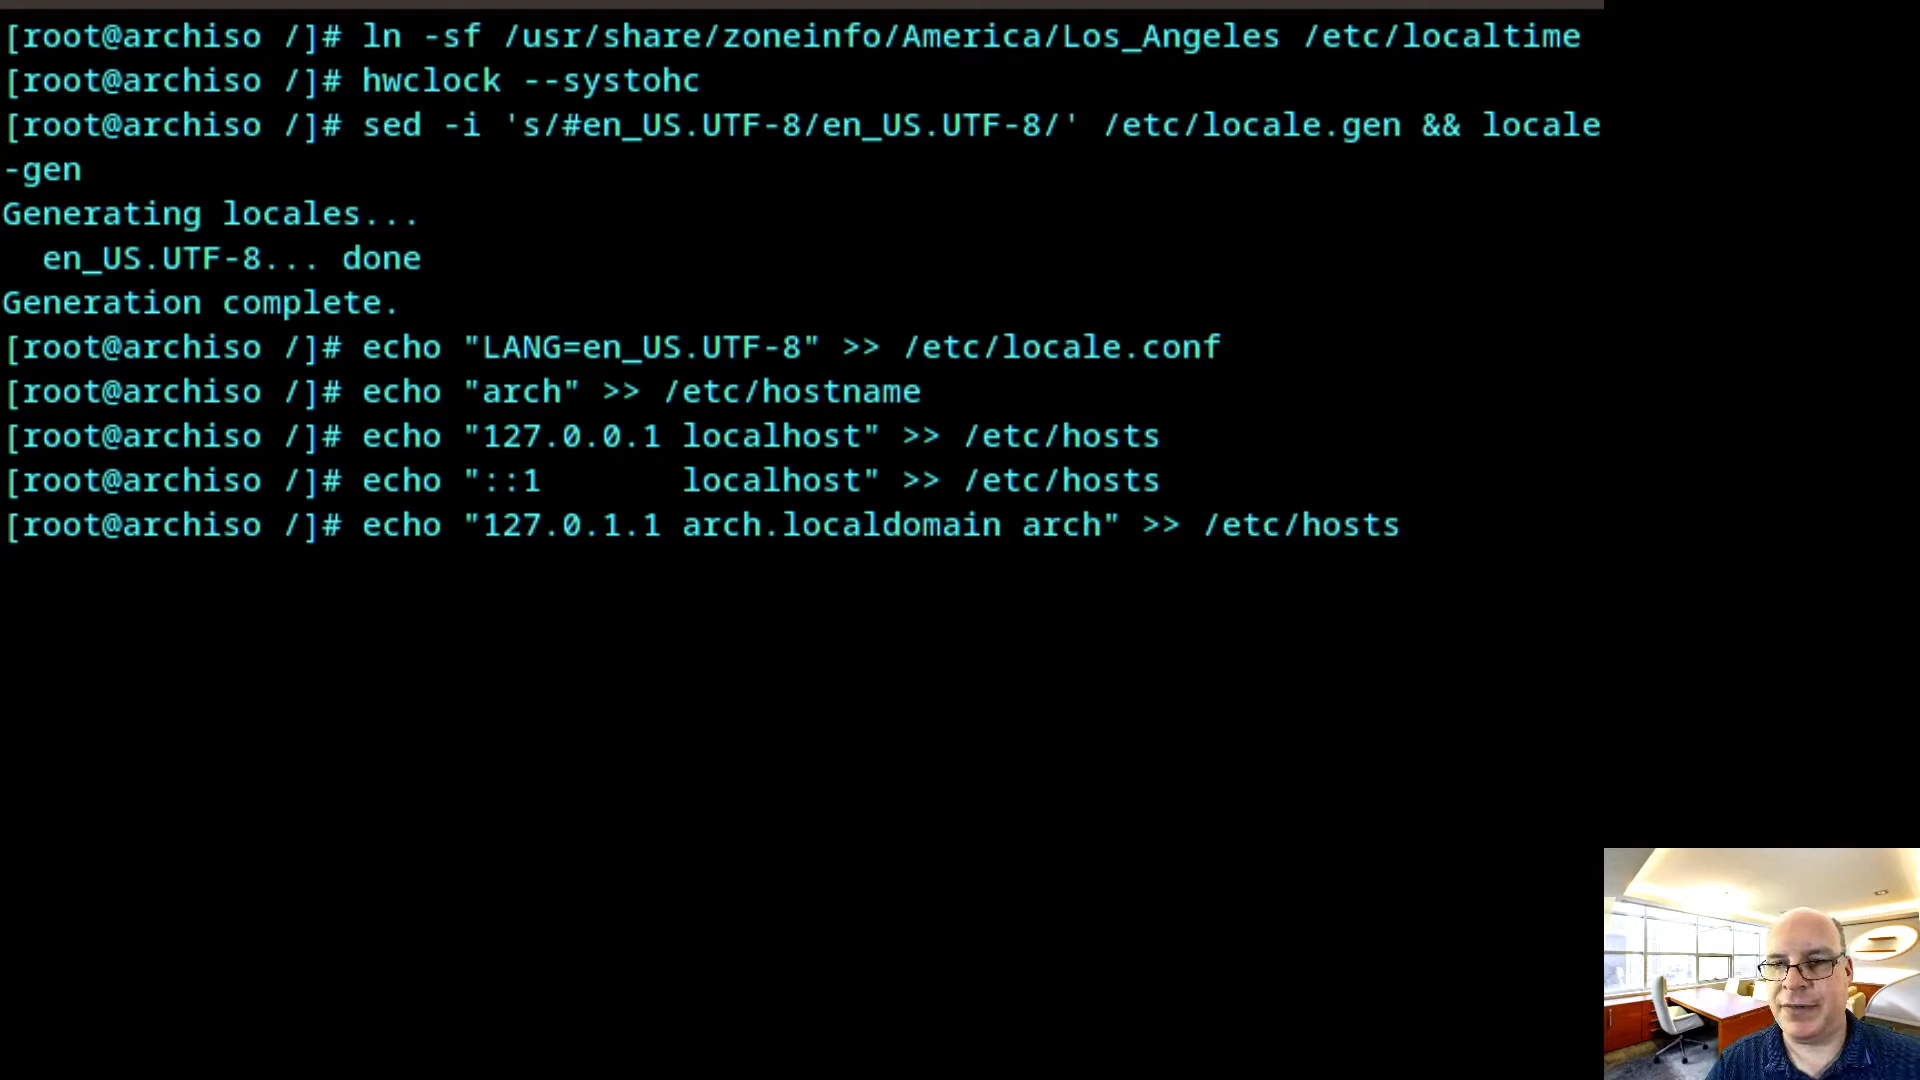 [root@archiso /]# ln -sf /usr/share/zoneinfo/America/Los_Angeles /etc/localtime
[root@archiso /]# hwclock --systohc
[root@archiso /]# sed -i 's/#en_US.UTF-8/en_US.UTF-8/' /etc/locale.gen && locale
-gen
Generating locales...
  en_US.UTF-8... done
Generation complete.
[root@archiso /]# echo "LANG=en_US.UTF-8" >> /etc/locale.conf
[root@archiso /]# echo "arch" >> /etc/hostname
[root@archiso /]# echo "127.0.0.1 localhost" >> /etc/hosts
[root@archiso /]# echo "::1       localhost" >> /etc/hosts
[root@archiso /]# echo "127.0.1.1 arch.localdomain arch" >> /etc/hosts